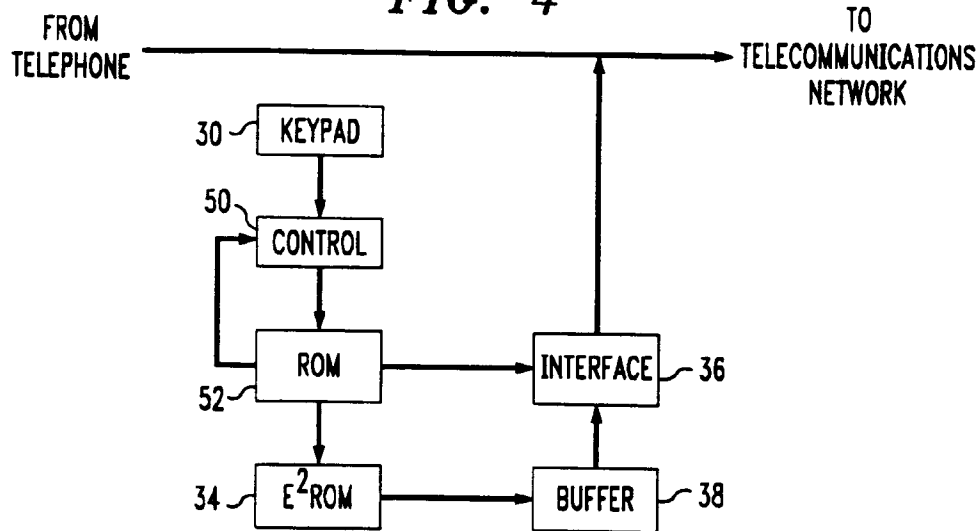 FIG. 4
FROM
TELEPHONE
TO
TELECOMMUNICATIONS
NETWORK
30
KEYPAD
50
CONTROL
ROM
52
INTERFACE
36
34
E²ROM
BUFFER
38